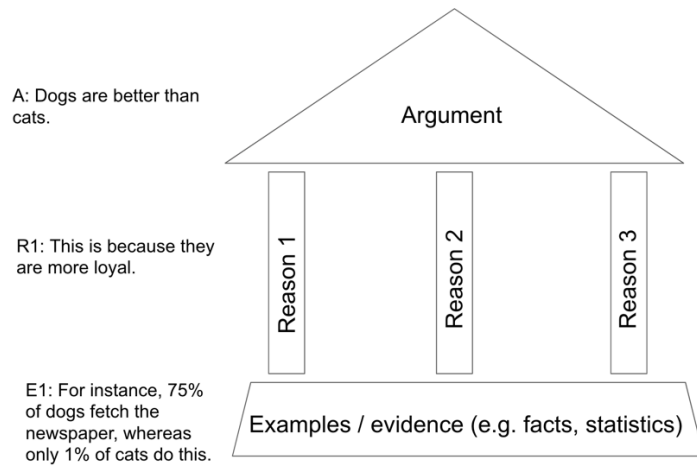 A: Dogs are better than
cats.
Argument
R1: This is because they
are more loyal.
Reason 1
Reason 2
Reason 3
E1: For instance, 75%
of dogs fetch the
newspaper, whereas
only 1% of cats do this.
Examples / evidence (e.g. facts, statistics)